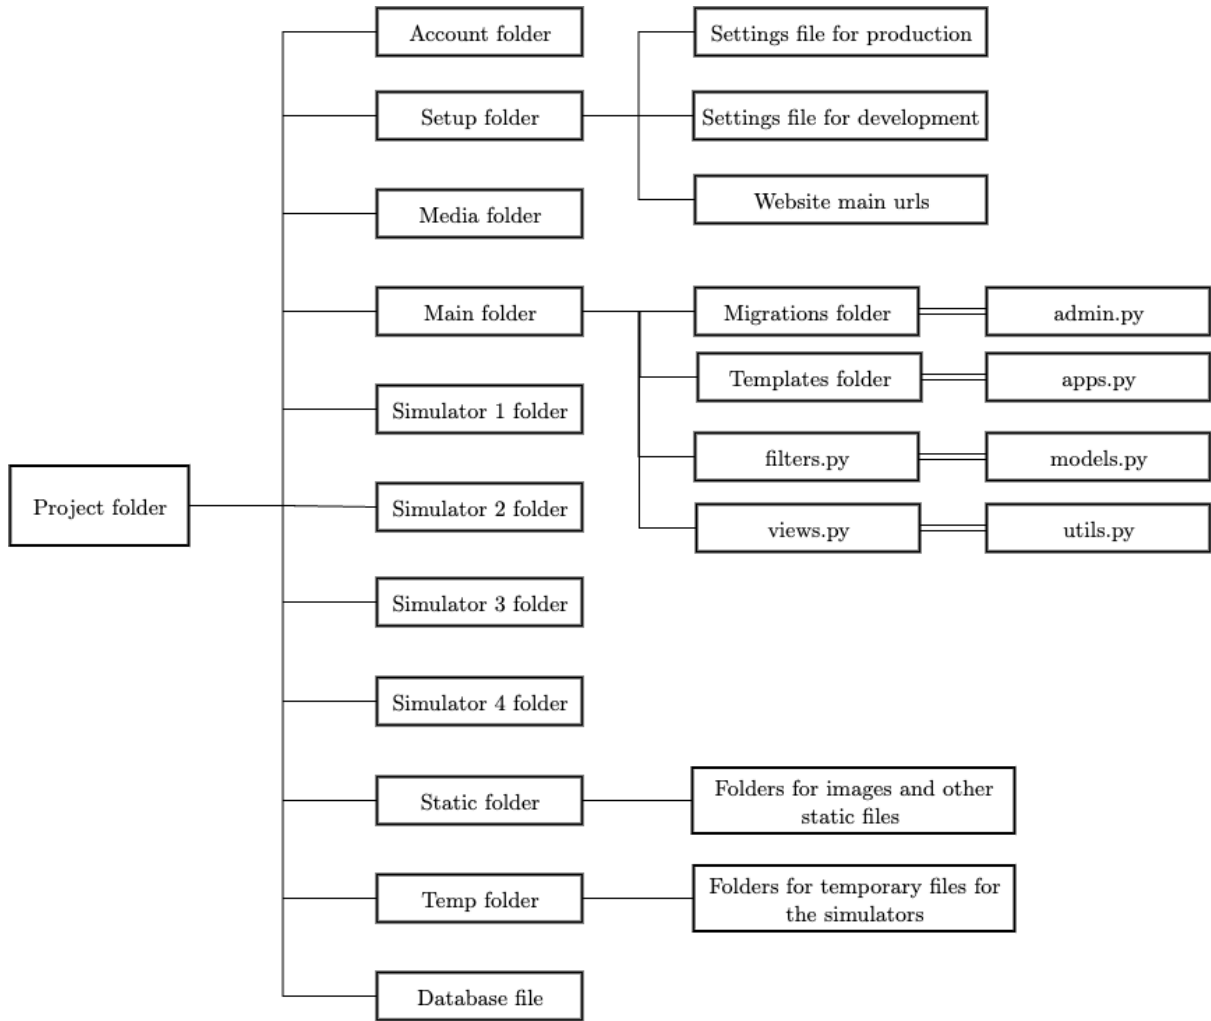 Account folder
Settings file for production
Setup folder
Settings file for development
Website main urls
Media folder
Main folder
Migrations folder
admin.py
Templates folder
apps.py
Simulator 1 folder
filters.py
models.py
Project folder
Simulator 2 folder
views.py
utils.py
Simulator 3 folder
Simulator 4 folder
Static folder
Folders for images and other
static files
Temp folder
Folders for temporary files for
the simulators
Database file